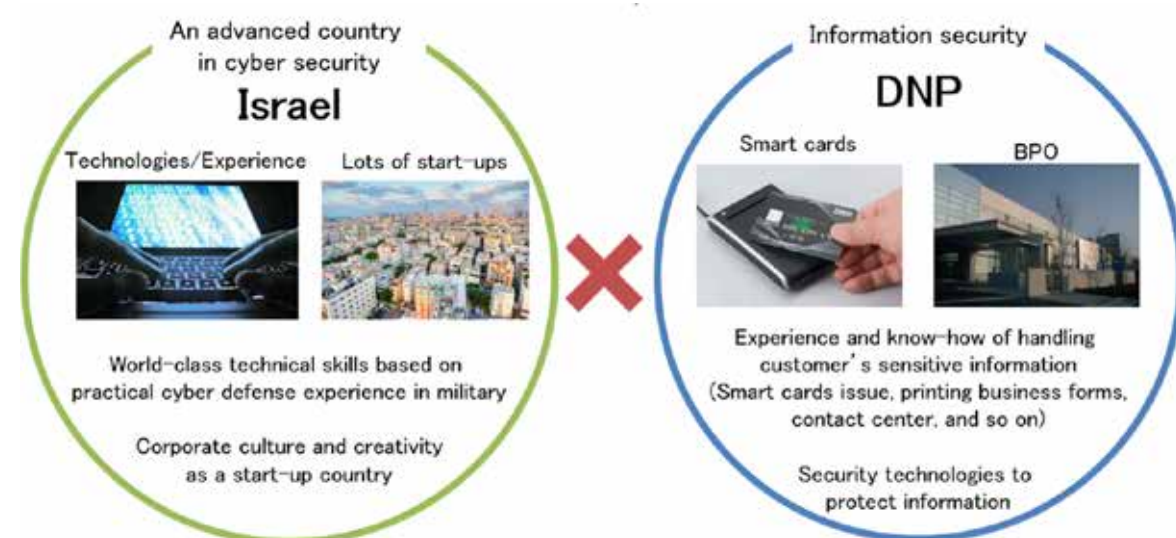 An advanced country
in cyber security
Israel
Technologies/Experience
Lots of start-ups
World-class technical skills based on
practical cyber defense experience in military
Corporate culture and creativity
as a start-up country
Information security
DNP
Smart cards
BPO
Experience and know-how of handling
customer's sensitive information
(Smart cards issue, printing business forms,
contact center, and so on)
Security technologies to
protect information